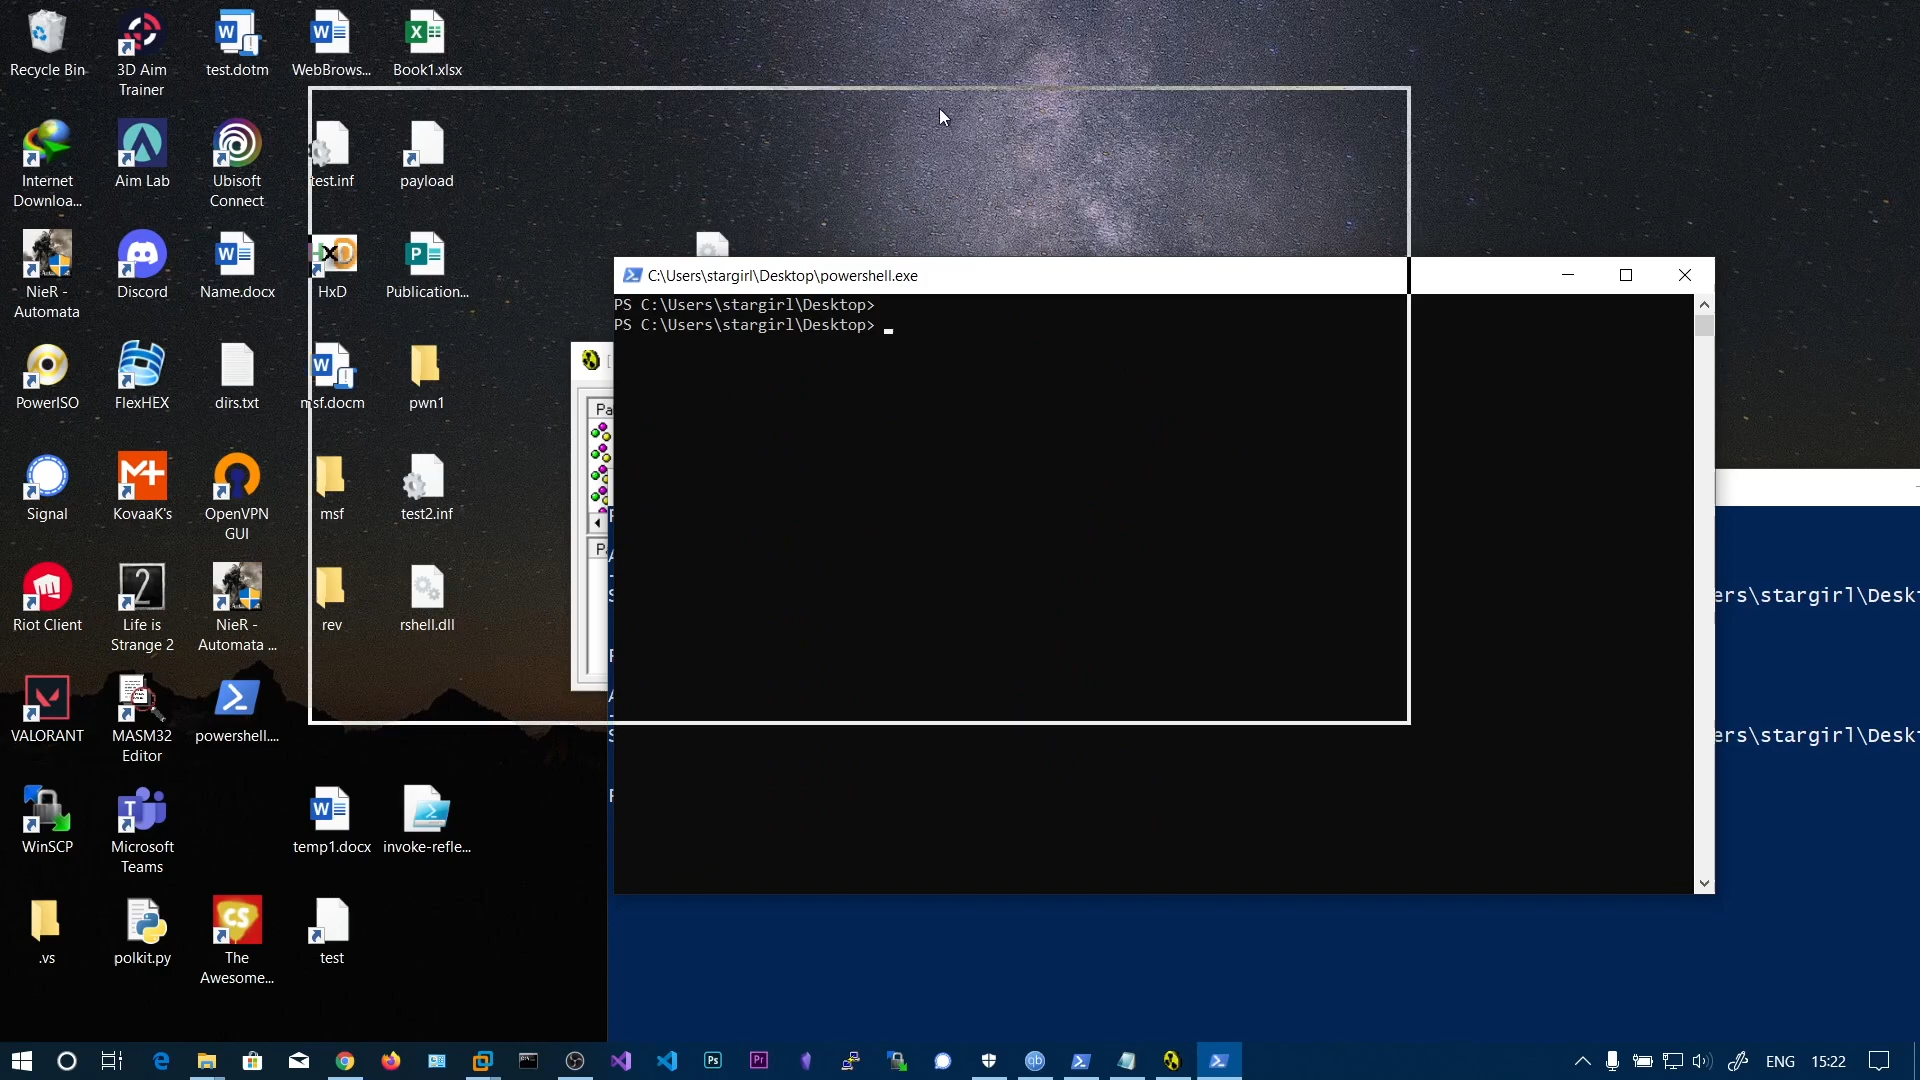 Recycle Bin
3D Aim
Trainer
test.dotm
WebBrows...
Book1.xlsx
Internet
Downloa...
Aim Lab
Ubisoft
Connect
test.inf
payload
NieR -
Automata
Discord
Name.docx
HxD
Publication...
PowerISO
FlexHEX
dirs.txt
msf.docm
pwn1
Signal
KovaaK's
OpenVPN
GUI
msf
test2.inf
Riot Client
Life is
Strange 2
NieR -
Automata ...
rev
rshell.dll
VALORANT
MASM32
Editor
powershell....
WinSCP
Microsoft
Teams
temp1.docx
invoke-refle...
.vs
polkit.py
The
Awesome...
test
C:\Users\stargirl\Desktop\powershell.exe
PS C:\Users\stargirl\Desktop>
PS C:\Users\stargirl\Desktop>
Pa
ers\stargirl\Deskt
ers\stargirl\Deskt
ENG
15:22